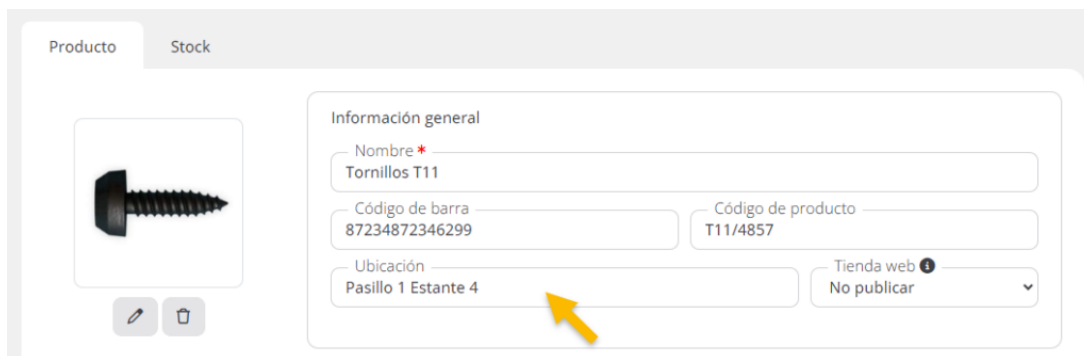 Producto Stock
Información general
Nombre *
Tornillos T11
Código de barra Código de producto
87234872346299 T11/4857
Ubicación Tienda web
Pasillo 1 Estante 4 No publicar